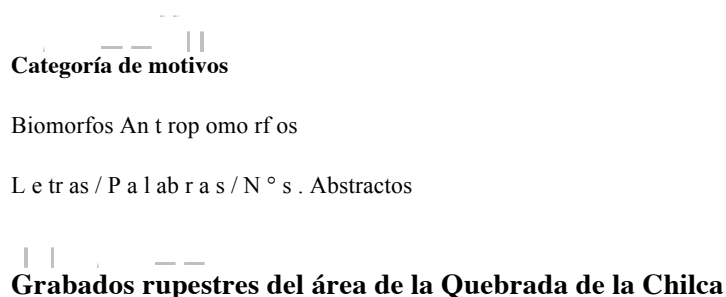 Categoría de motivos
Biomorfos An t rop omo rf os
L e tr as / P a l ab r a s / N ° s . Abstractos
Grabados rupestres del área de la Quebrada de la Chilca